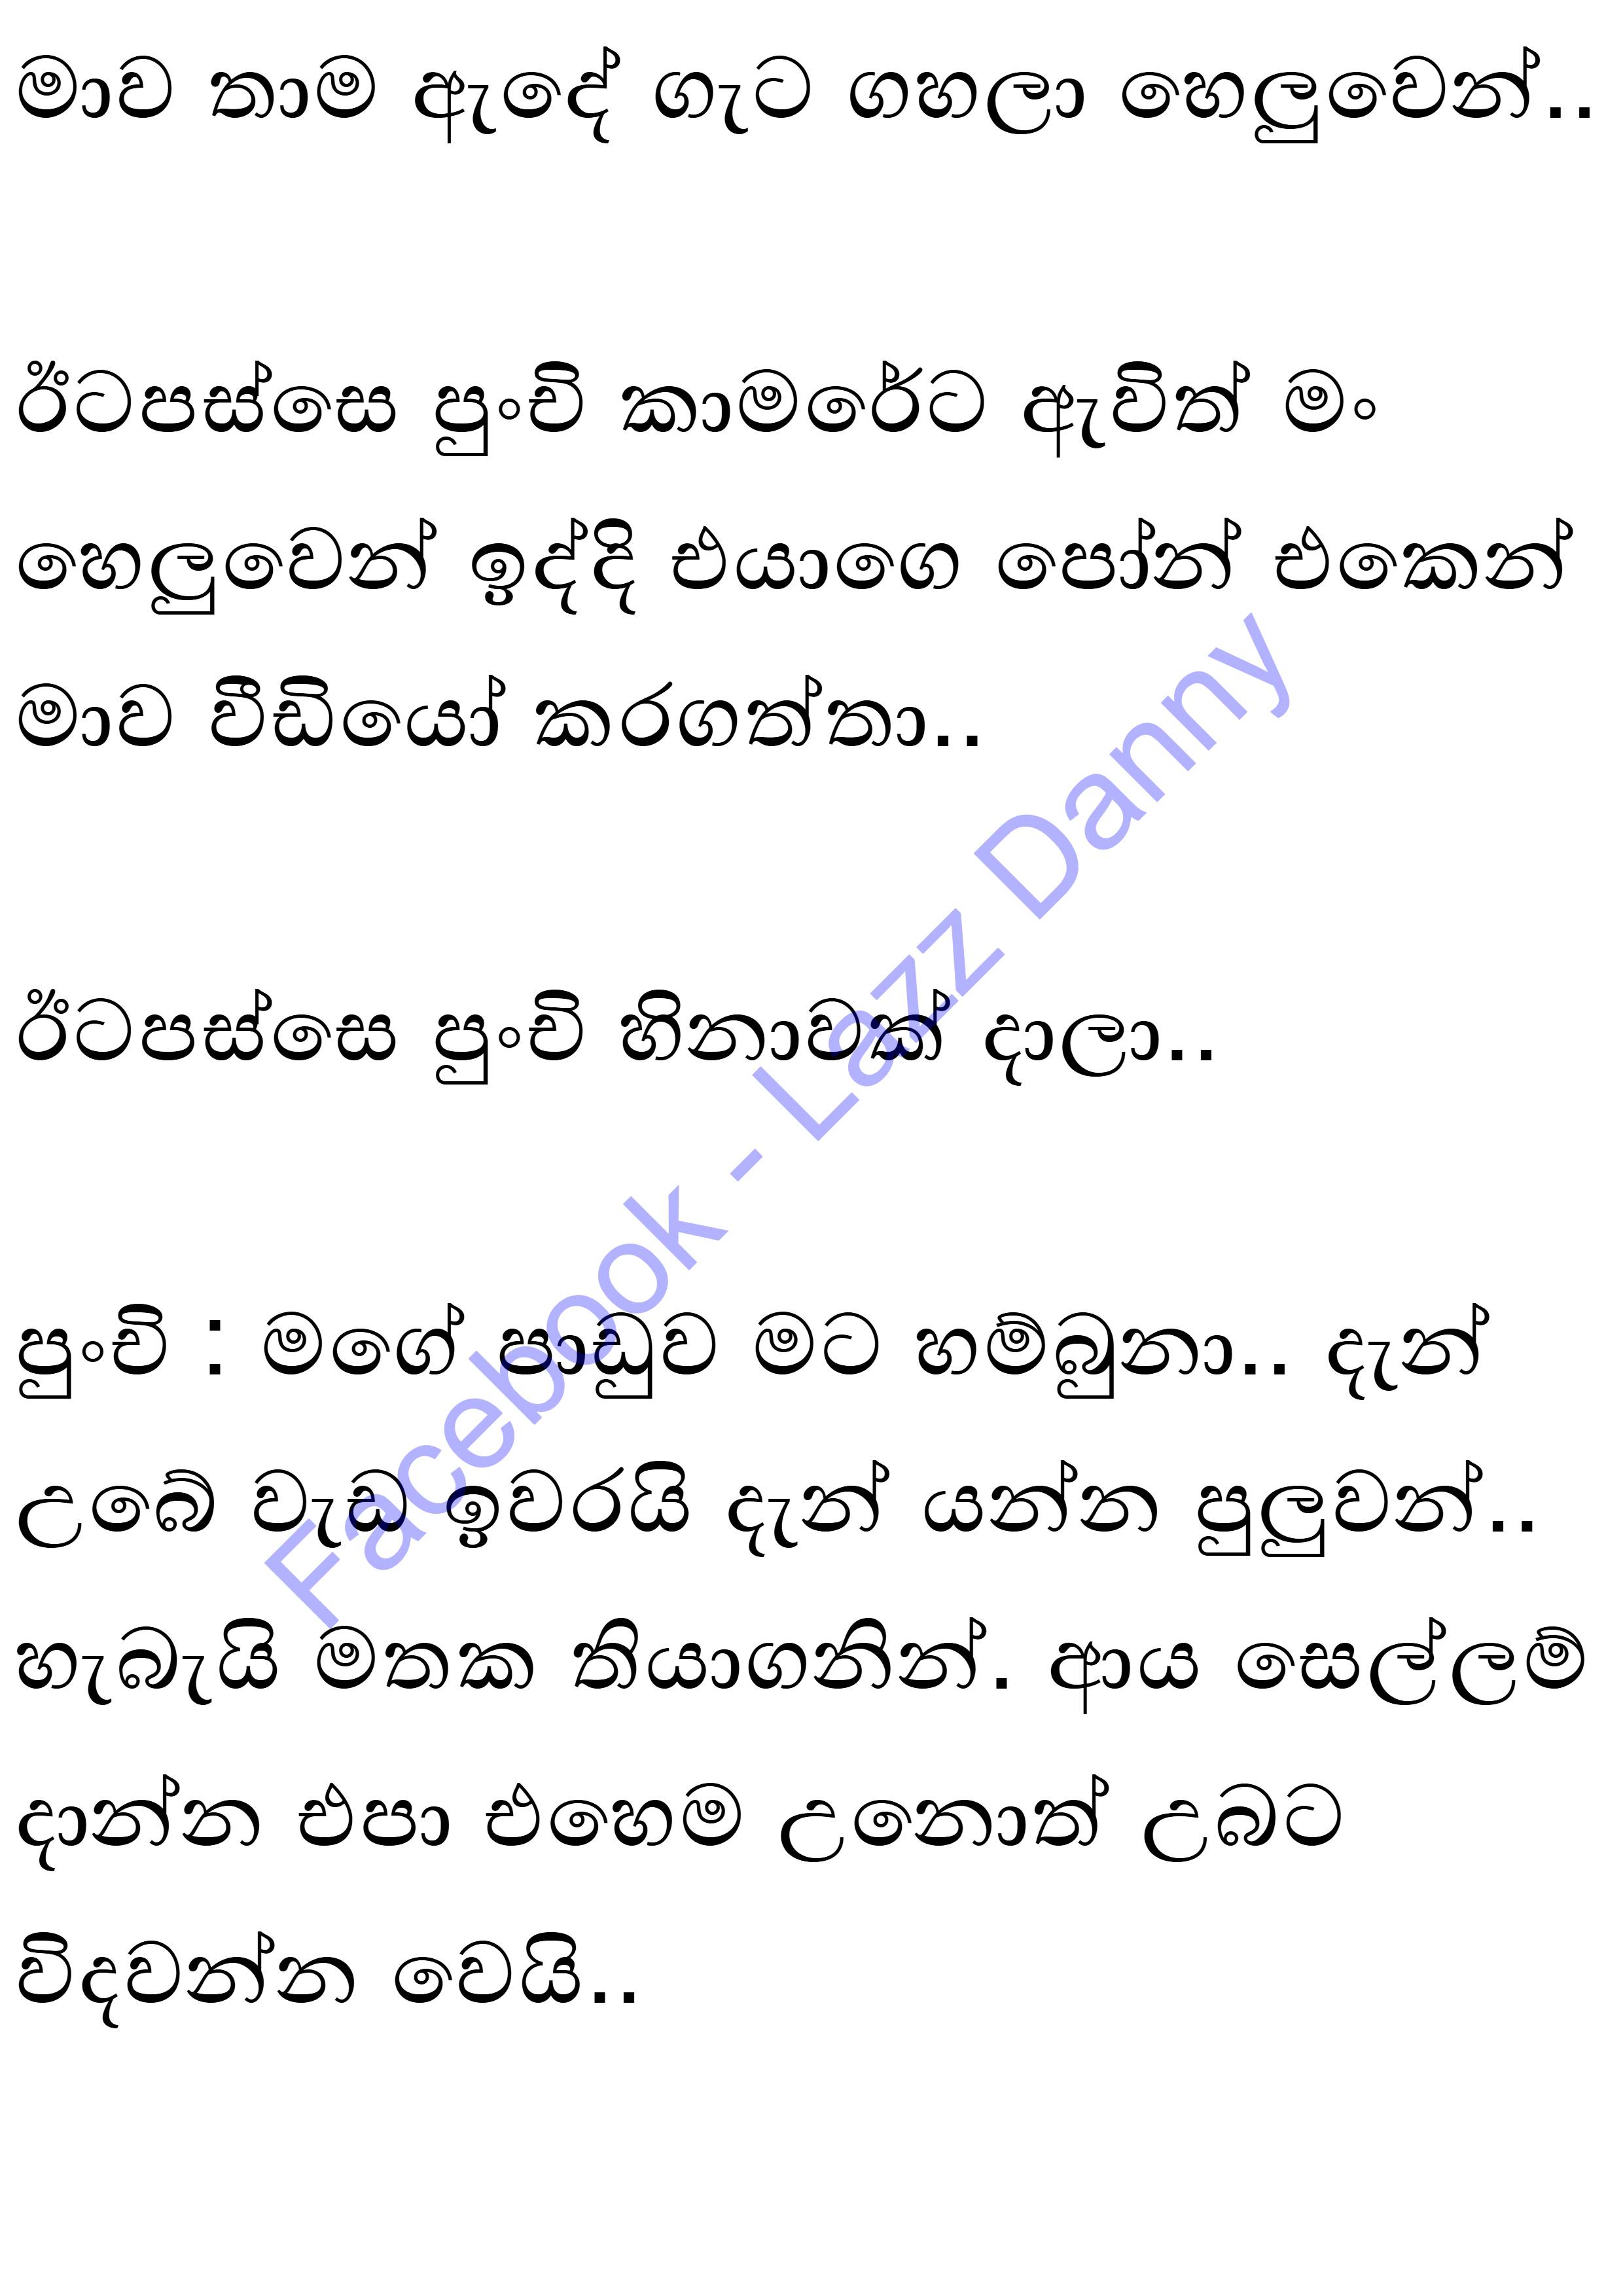 මාව තාම ඇදේ ගැට ගහලා හෙලුවෙන්..
ඊටපස්සෙ පුංචි කාමරේට ඇවිත් මං
හෙලුවෙන් ඉද්දි එයාගෙ පෝන් එකෙන්
මාව වීඩියෝ කරගත්තා..
ඊටපස්සෙ පුංචි හිනාවක් දාලා..
පුංචි : මගේ පාඩුව මට හම්බුනා.. දැන්
උබේ වැඩ ඉවරයි දැන් යන්න පුලුවන්..
හැබැයි මතක තියාගනින්. ආය සෙල්ලම්
දාන්න එපා එහෙම උනොත් උබට
විදවන්න වෙයි..
Facebook - Lazz Danny